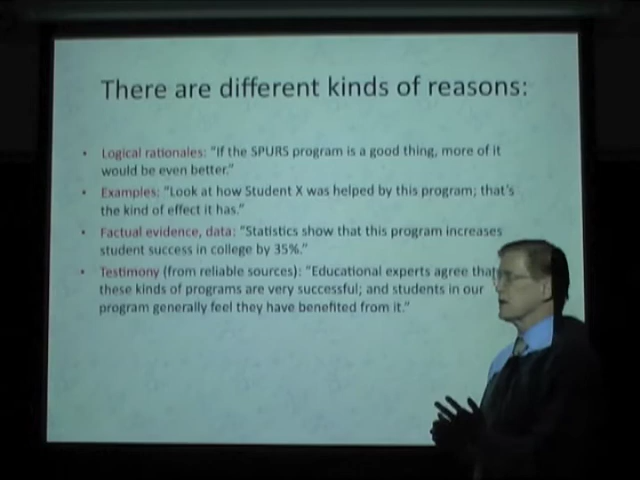 There are different kinds of reasons:
• Logical rationales: "If the SPURS program is a good thing, more of it
would be even better."
• Examples: "Look at how Student X was helped by this program; that's
the kind of effect it has."
• Factual evidence, data: "Statistics show that this program increases
student success in college by 35%."
• Testimony (from reliable sources): "Educational experts agree that
these kinds of programs are very successful; and students in our
program generally feel they have benefited from it."